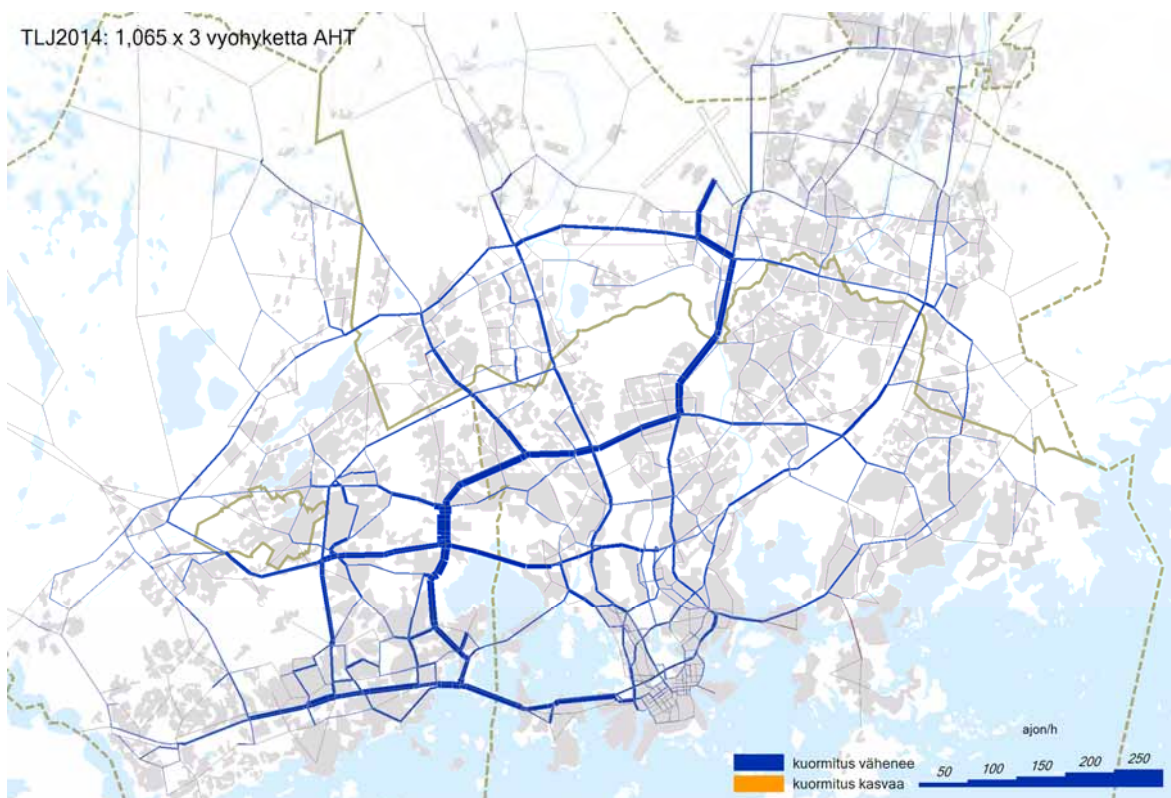 TLJ2014: 1,065 x 3 vyohyketta AHT
ajon/h
kuormitus vähenee
kuormitus kasvaa
50 100 150 200 250